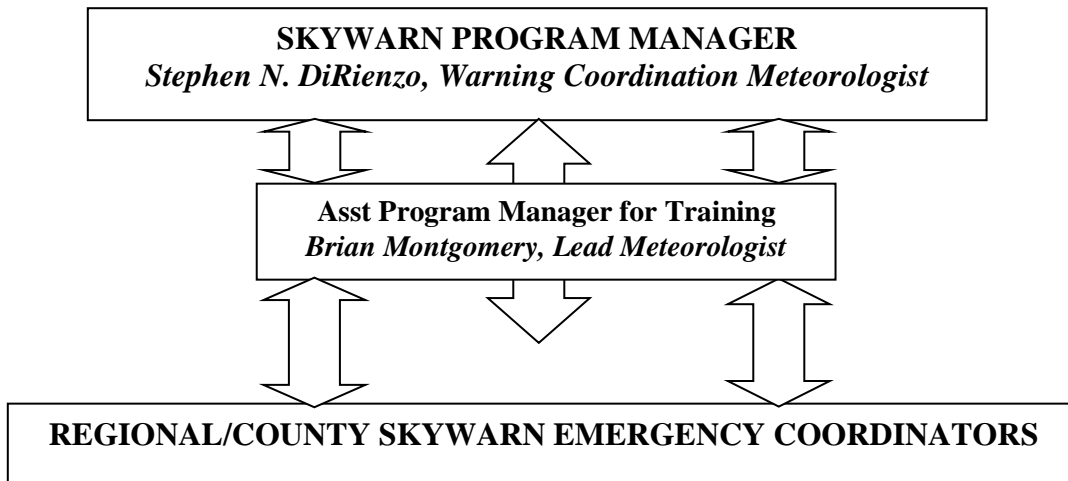 SKYWARN PROGRAM MANAGER
Stephen N. DiRienzo, Warning Coordination Meteorologist
Asst Program Manager for Training
Brian Montgomery, Lead Meteorologist
REGIONAL/COUNTY SKYWARN EMERGENCY COORDINATORS